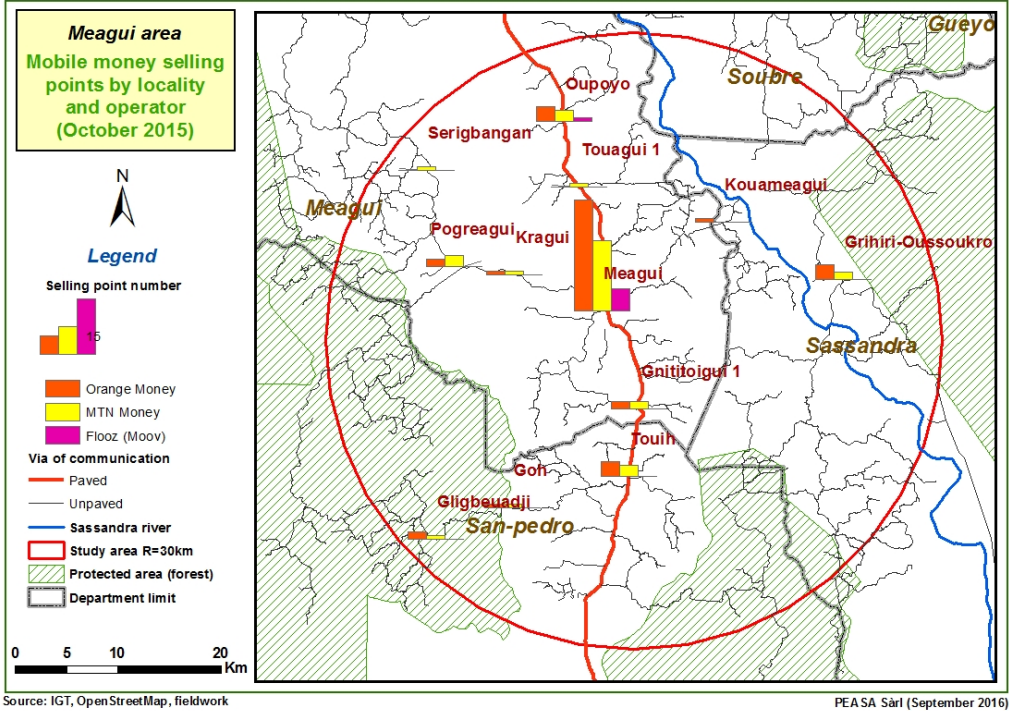 Meagui area
Mobile money selling
points by locality
and operator
(October 2015)
N
Legend
Selling point number
15
Orange Money
MTN Money
Flooz (Moov)
Via of communication
Paved
Unpaved
Sassandra river
Study area R=30km
Protected area (forest)
Department limit
0 5 10 20
Km
Gueyo
Soubre
Oupoyo
Serigbangan
Touagui 1
Kouameagui
Meagui
Pogreagui
Kragui
Grihiri-Oussoukro
Meagui
Sassandra
Gnititoigui 1
Touih
Goh
Gligbeuadji
San-pedro
Source: IGT, OpenStreetMap, fieldwork
PEASA Sàrl (September 2016)